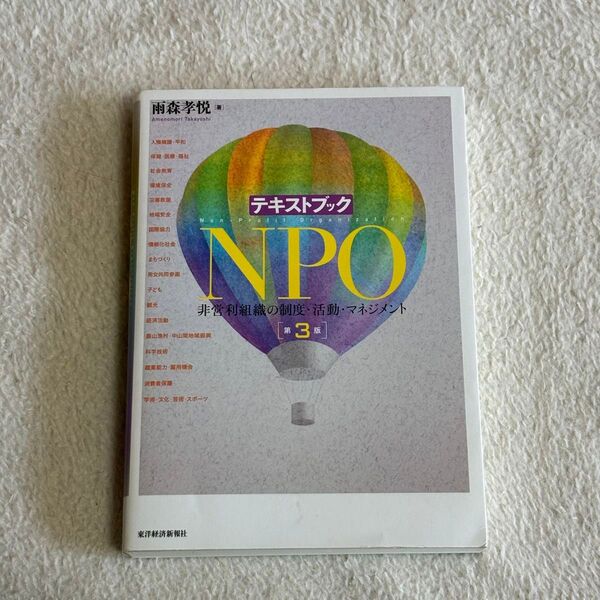 雨森孝悦[著]
Amenomori Takayoshi
人権擁護・平和
保健・医療・福祉
社会教育
環境保全
災害救援
地域安全
国際協力
情報化社会
まちづくり
男女共同参画
子ども
観光
経済活動
農山漁村・中山間地域振興
科学技術
職業能力・雇用機会
消費者保護
学術・文化・芸術・スポーツ
テキストブック
Non-Profit Organization
NPO
非営利組織の制度・活動・マネジメント
[第3版]
東洋経済新報社